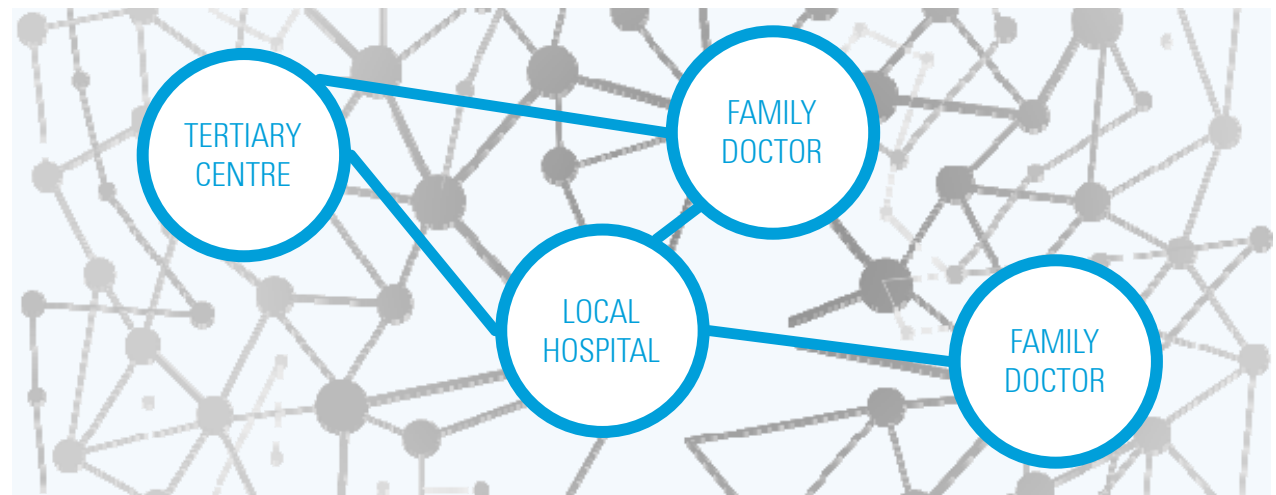 TERTIARY
CENTRE
FAMILY
DOCTOR
LOCAL
HOSPITAL
FAMILY
DOCTOR